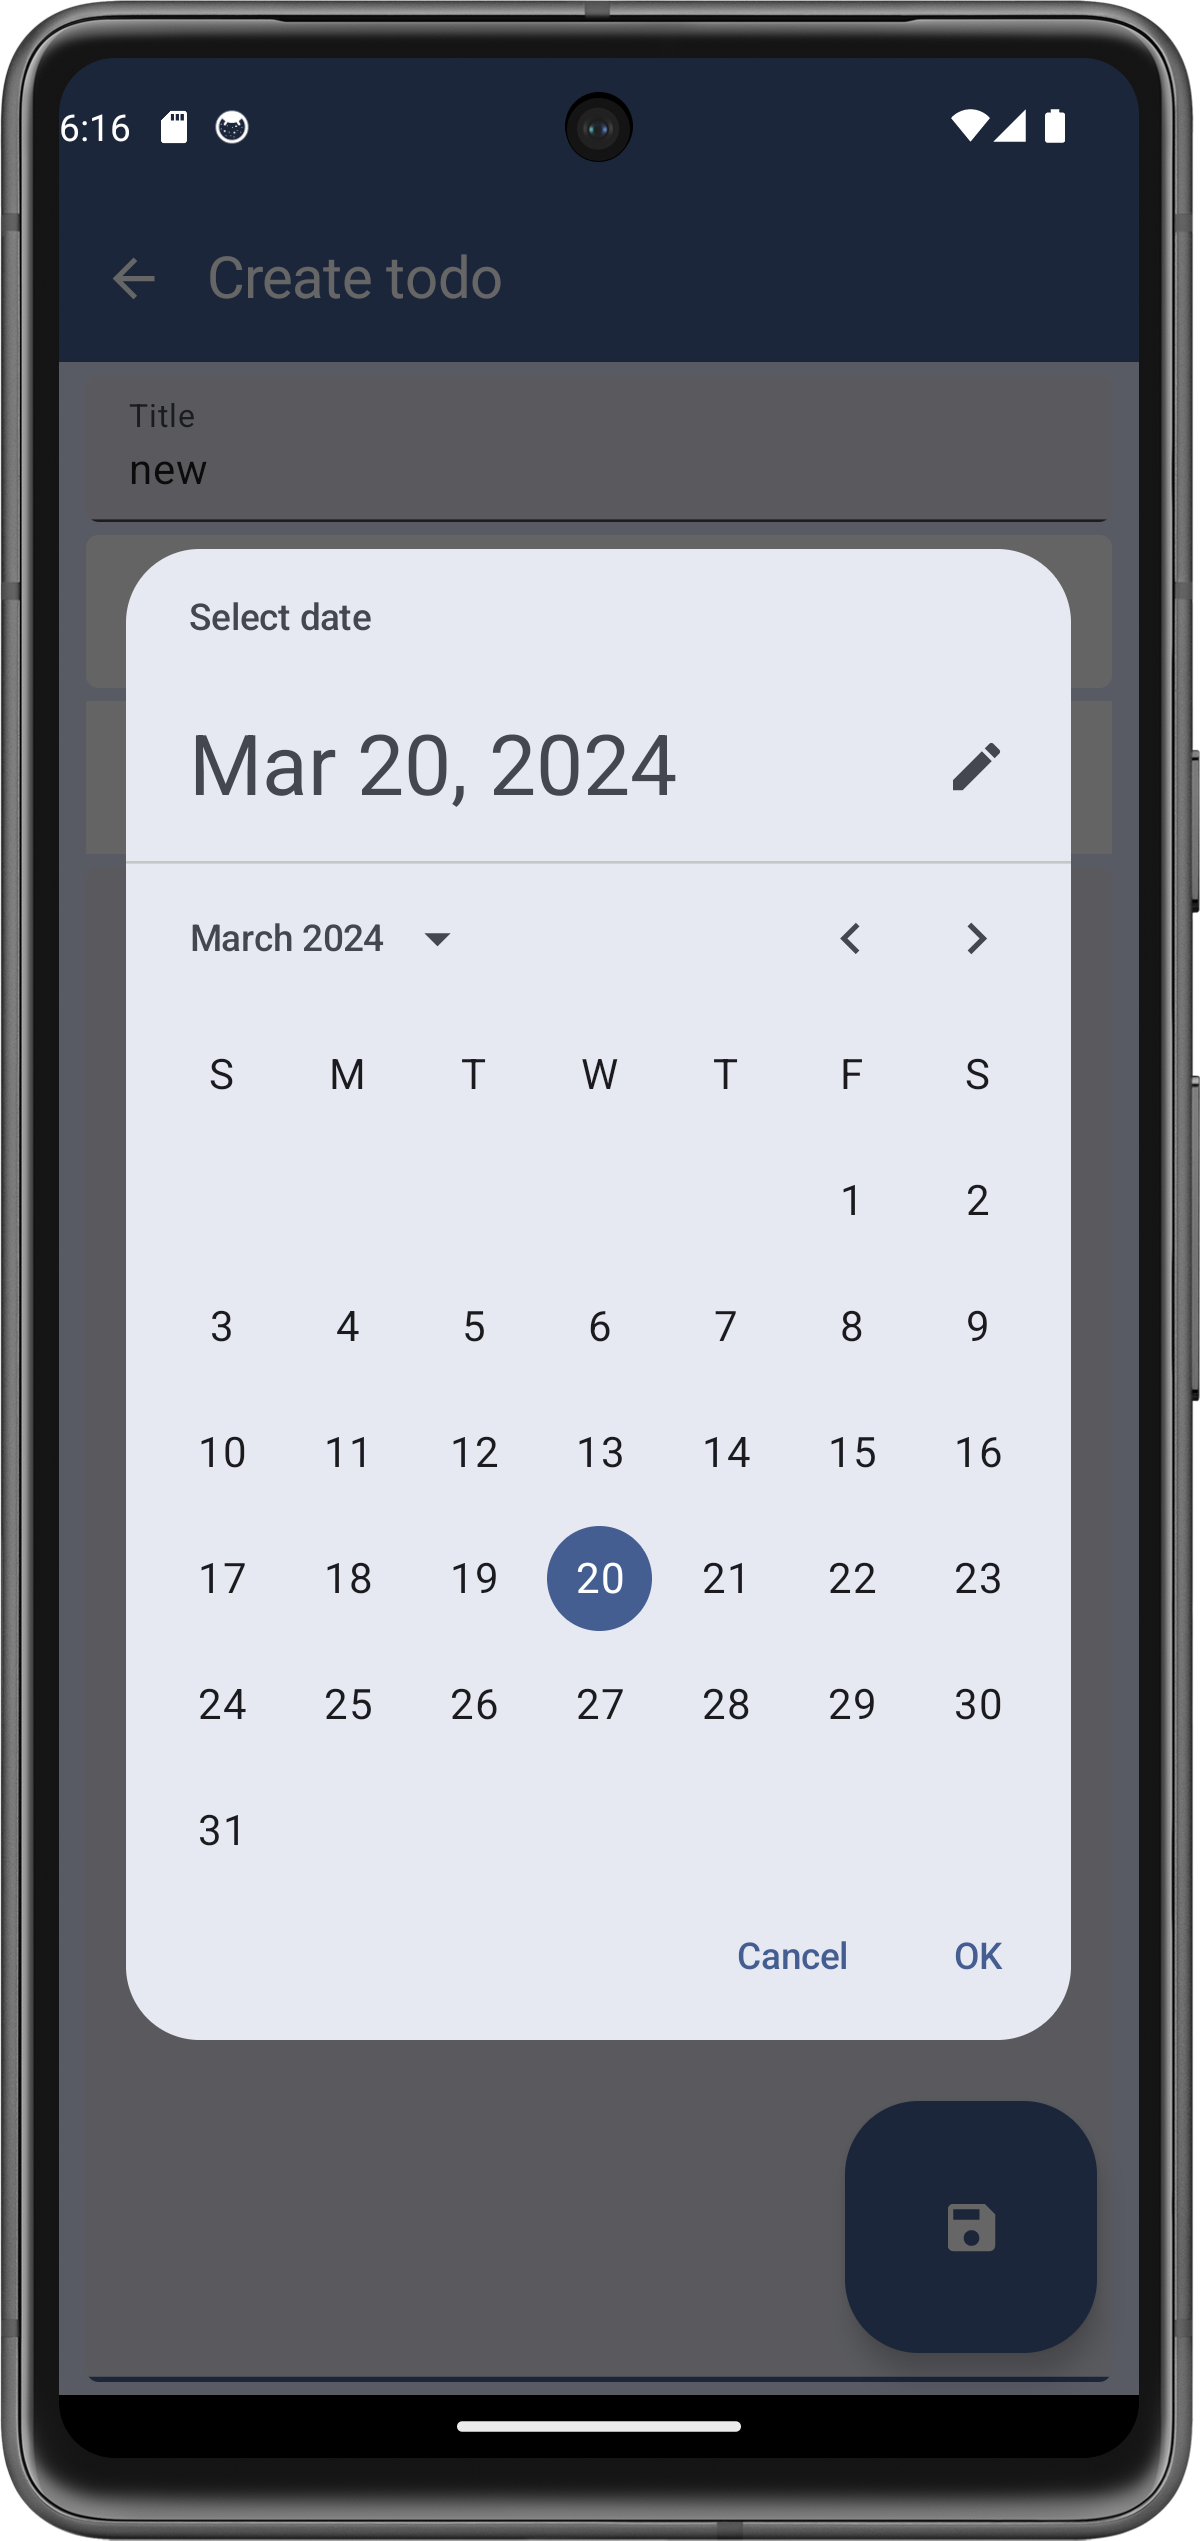 6:16
Create todo
Title
new
Select date
Mar 20, 2024
March 2024
S M T W T F S
1 2
3 4 5 6 7 8 9
10 11 12 13 14 15 16
17 18 19 20 21 22 23
24 25 26 27 28 29 30
31
Cancel OK